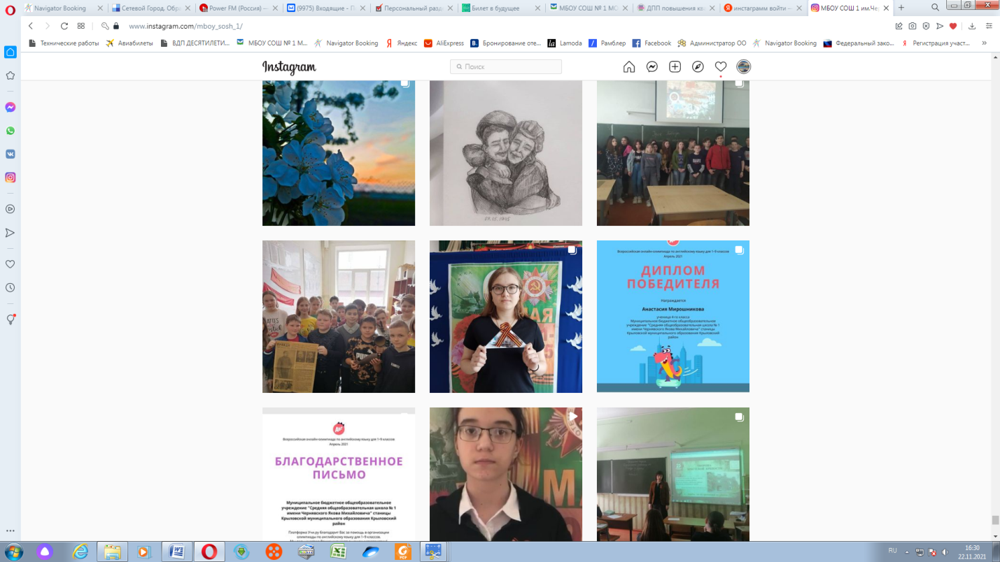 Navigator Booking
Сетевой Город. Обра
Power FM (Россия) —
(9975) Входящие - П
Персональный разд
Билет в будущее
МБОУ СОШ № 1 МО
ДПП повышения кв
инстаграмм войти —
МБОУ СОШ 1 им.Че
www.instagram.com/mboy_sosh_1/
Технические работы
Авиабилеты
ВДП ДЕСЯТИЛЕТИ...
МБОУ СОШ № 1 М...
Navigator Booking
Яндекс
AliExpress
Бронирование оте...
Lamoda
Рамблер
Facebook
Администратор ОО
Navigator Booking
Федеральный зако...
Регистрация участ...
Instagram
Поиск
09.05.1945
Всероссийская онлайн-олимпиада по английскому языку для 1–9 классов
Апрель 2021
ДИПЛОМ
ПОБЕДИТЕЛЯ
Награждается
Анастасия Мирошникова
ученица 4-го класса
Муниципальное бюджетное общеобразовательное
учреждение "Средняя общеобразовательная школа № 1
имени Чернявского Якова Михайловича" станицы
Крыловской муниципального образования Крыловский
район
Всероссийская онлайн-олимпиада по английскому языку для 1–9 классов
Апрель 2021
БЛАГОДАРСТВЕННОЕ
ПИСЬМО
Муниципальное бюджетное общеобразовательное
учреждение "Средняя общеобразовательная школа № 1
имени Чернявского Якова Михайловича" станицы
Крыловской муниципального образования Крыловский
район
Платформа Учи.ру благодарит Вас за помощь в организации
олимпиады по английскому языку для 1–9 классов.
RU
16:30
22.11.2021